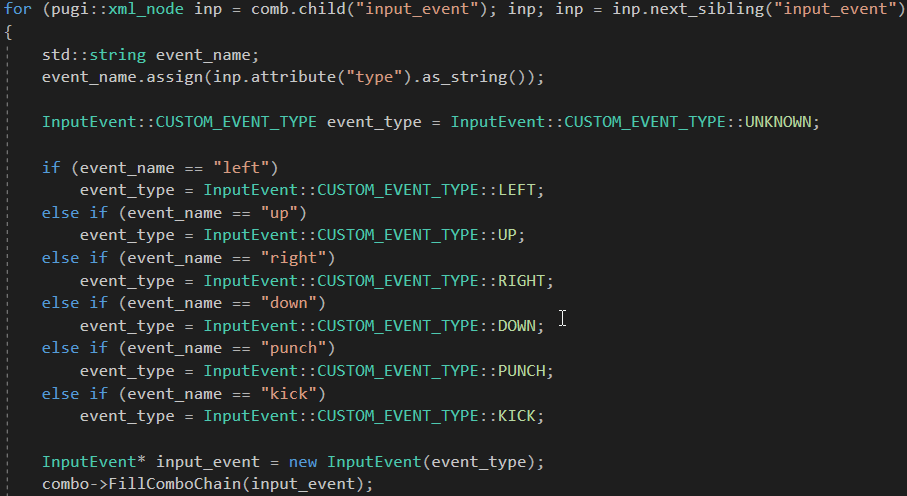 for (pugi::xml_node inp = comb.child("input_event"); inp; inp = inp.next_sibling("input_event")
{
std::string event_name;
event_name.assign(inp.attribute("type").as_string());
InputEvent::CUSTOM_EVENT_TYPE event_type = InputEvent::CUSTOM_EVENT_TYPE::UNKNOWN;
if (event_name == "left")
event_type = InputEvent::CUSTOM_EVENT_TYPE::LEFT;
else if (event_name == "up")
event_type = InputEvent::CUSTOM_EVENT_TYPE::UP;
else if (event_name == "right")
event_type = InputEvent::CUSTOM_EVENT_TYPE::RIGHT;
else if (event_name == "down")
event_type = InputEvent::CUSTOM_EVENT_TYPE::DOWN;
else if (event_name == "punch")
event_type = InputEvent::CUSTOM_EVENT_TYPE::PUNCH;
else if (event_name == "kick")
event_type = InputEvent::CUSTOM_EVENT_TYPE::KICK;
InputEvent* input_event = new InputEvent(event_type);
combo->FillComboChain(input_event);